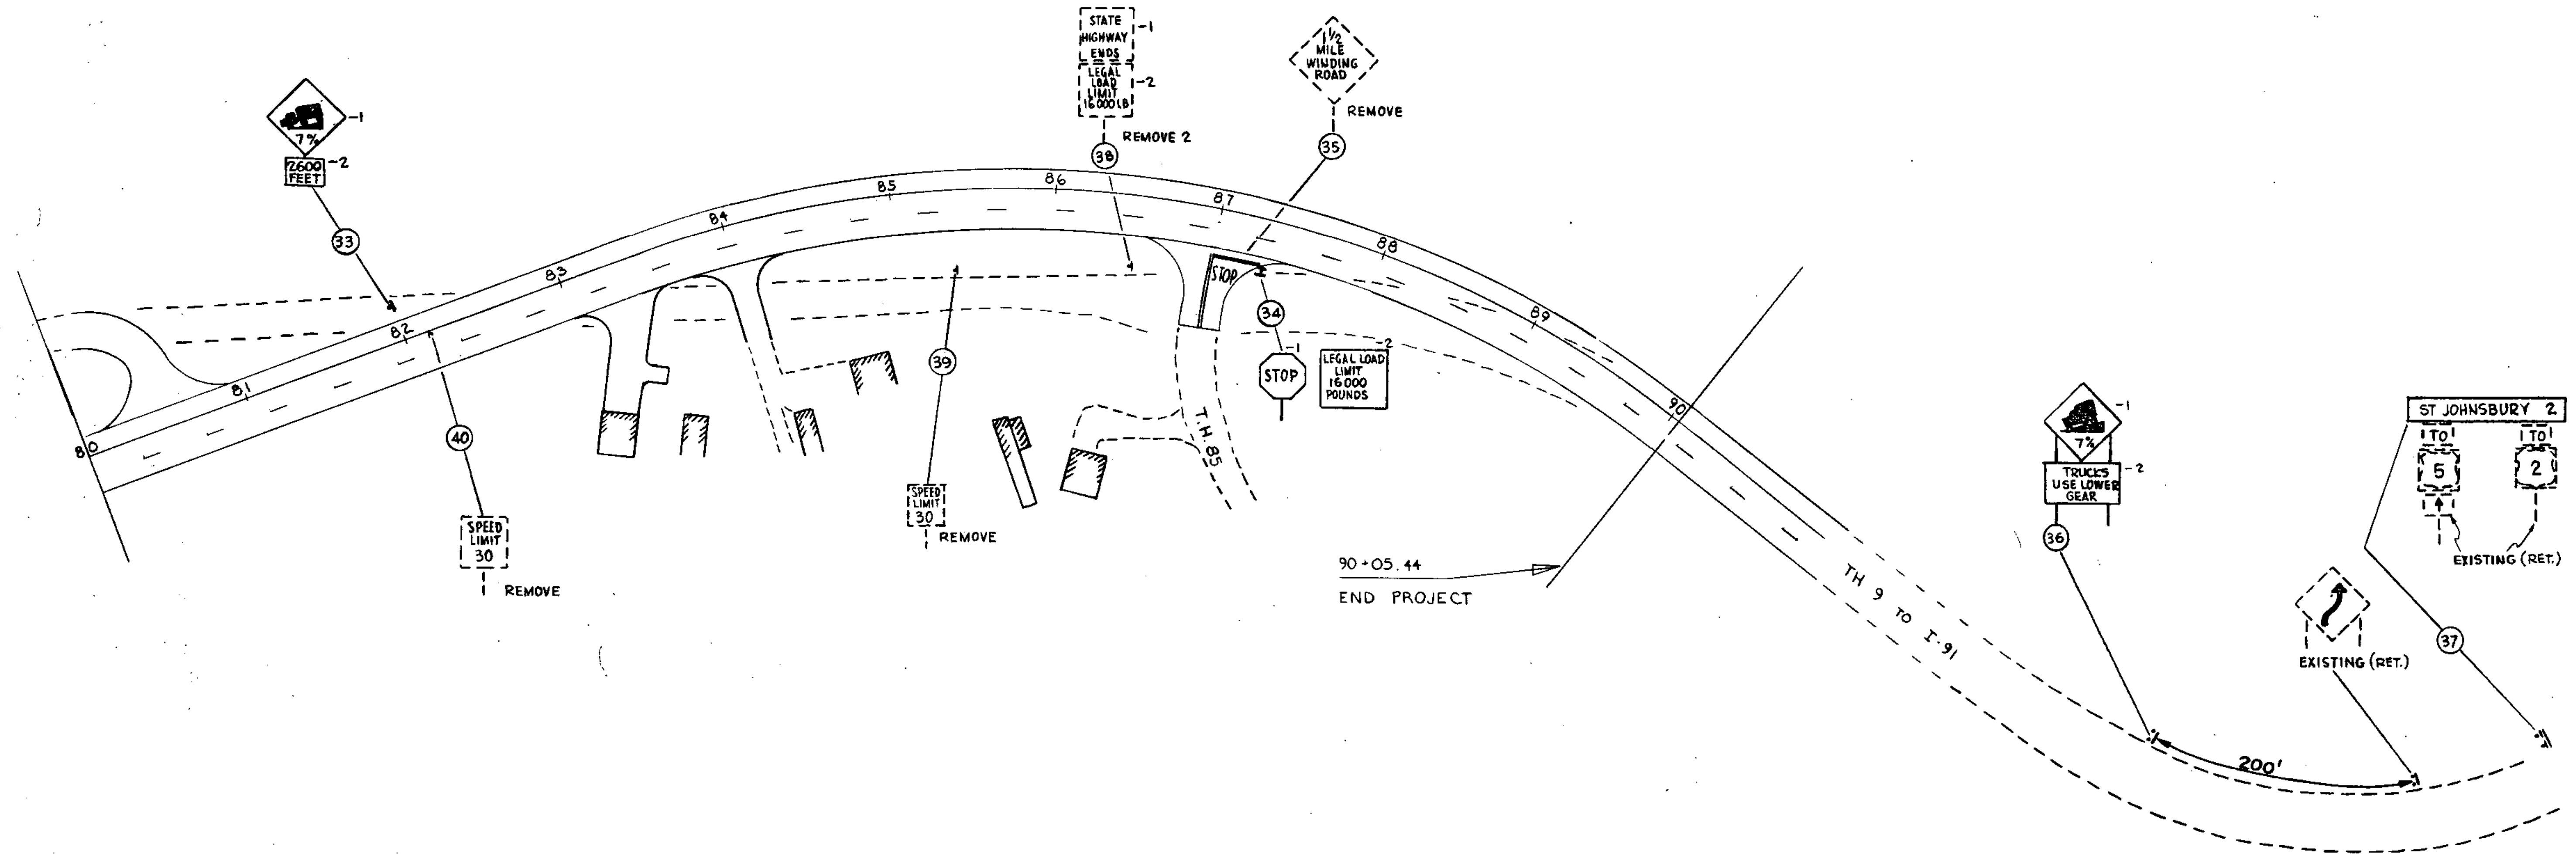 STATE
HIGHWAY
ENDS
-1
LEGAL
LOAD
LIMIT
16000 LB
-2
REMOVE 2
38
1 1/2
MILE
WINDING
ROAD
REMOVE
35
7%
-1
2600
FEET
-2
33
80
81
82
83
84
85
86
87
88
89
90
STOP
34
-1
STOP
-2
LEGAL LOAD
LIMIT
16000
POUNDS
T.H. 85
39
SPEED
LIMIT
30
REMOVE
40
SPEED
LIMIT
30
REMOVE
90+05.44
END PROJECT
TH 9 TO I-91
7%
-1
TRUCKS
USE LOWER
GEAR
-2
36
ST JOHNSBURY 2
TO
TO
5
2
EXISTING (RET.)
EXISTING (RET.)
37
200'